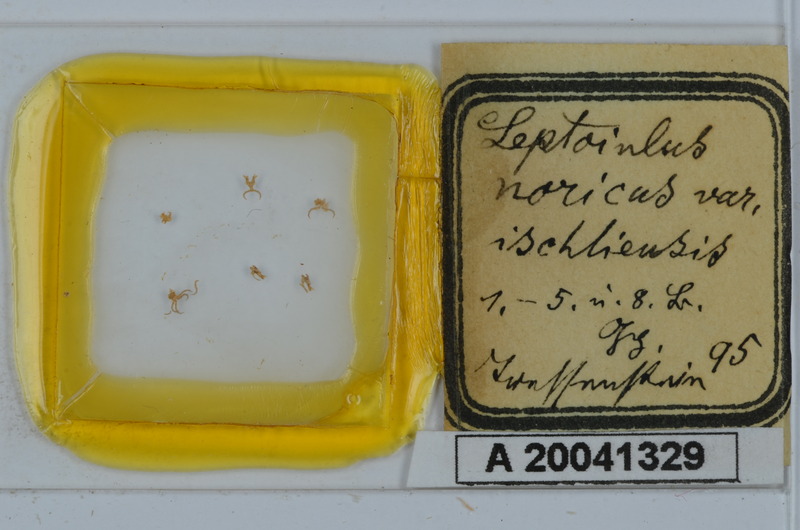 Leptoiulus
noricus var.
ischliensis
1. - 5. u. 8. B.
95
A 20041329